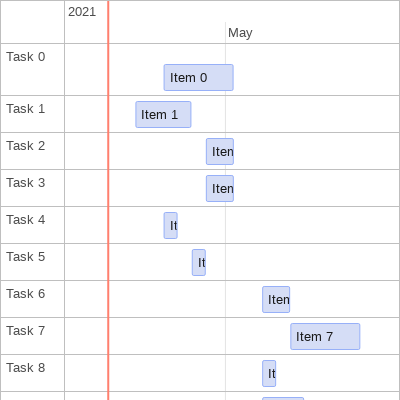 2021
May
Task 0
Item 0
Task 1
Item 1
Task 2
Iten
Task 3
Iten
Task 4
It
Task 5
It
Task 6
Iten
Task 7
Item 7
Task 8
It